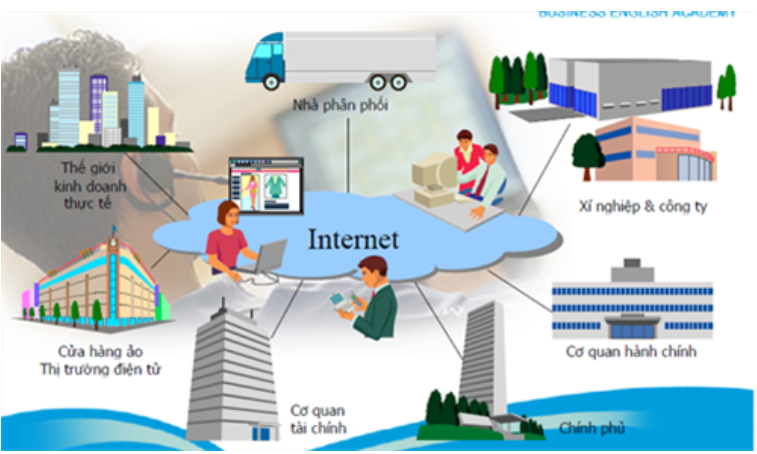 BUSINESS ENGLISH ACADEMY
Nhà phân phối
Thế giới
kinh doanh
thực tế
Xí nghiệp & công ty
Internet
Cửa hàng ảo
Thị trường điện tử
Cơ quan hành chính
Cơ quan
tài chính
Chính phủ